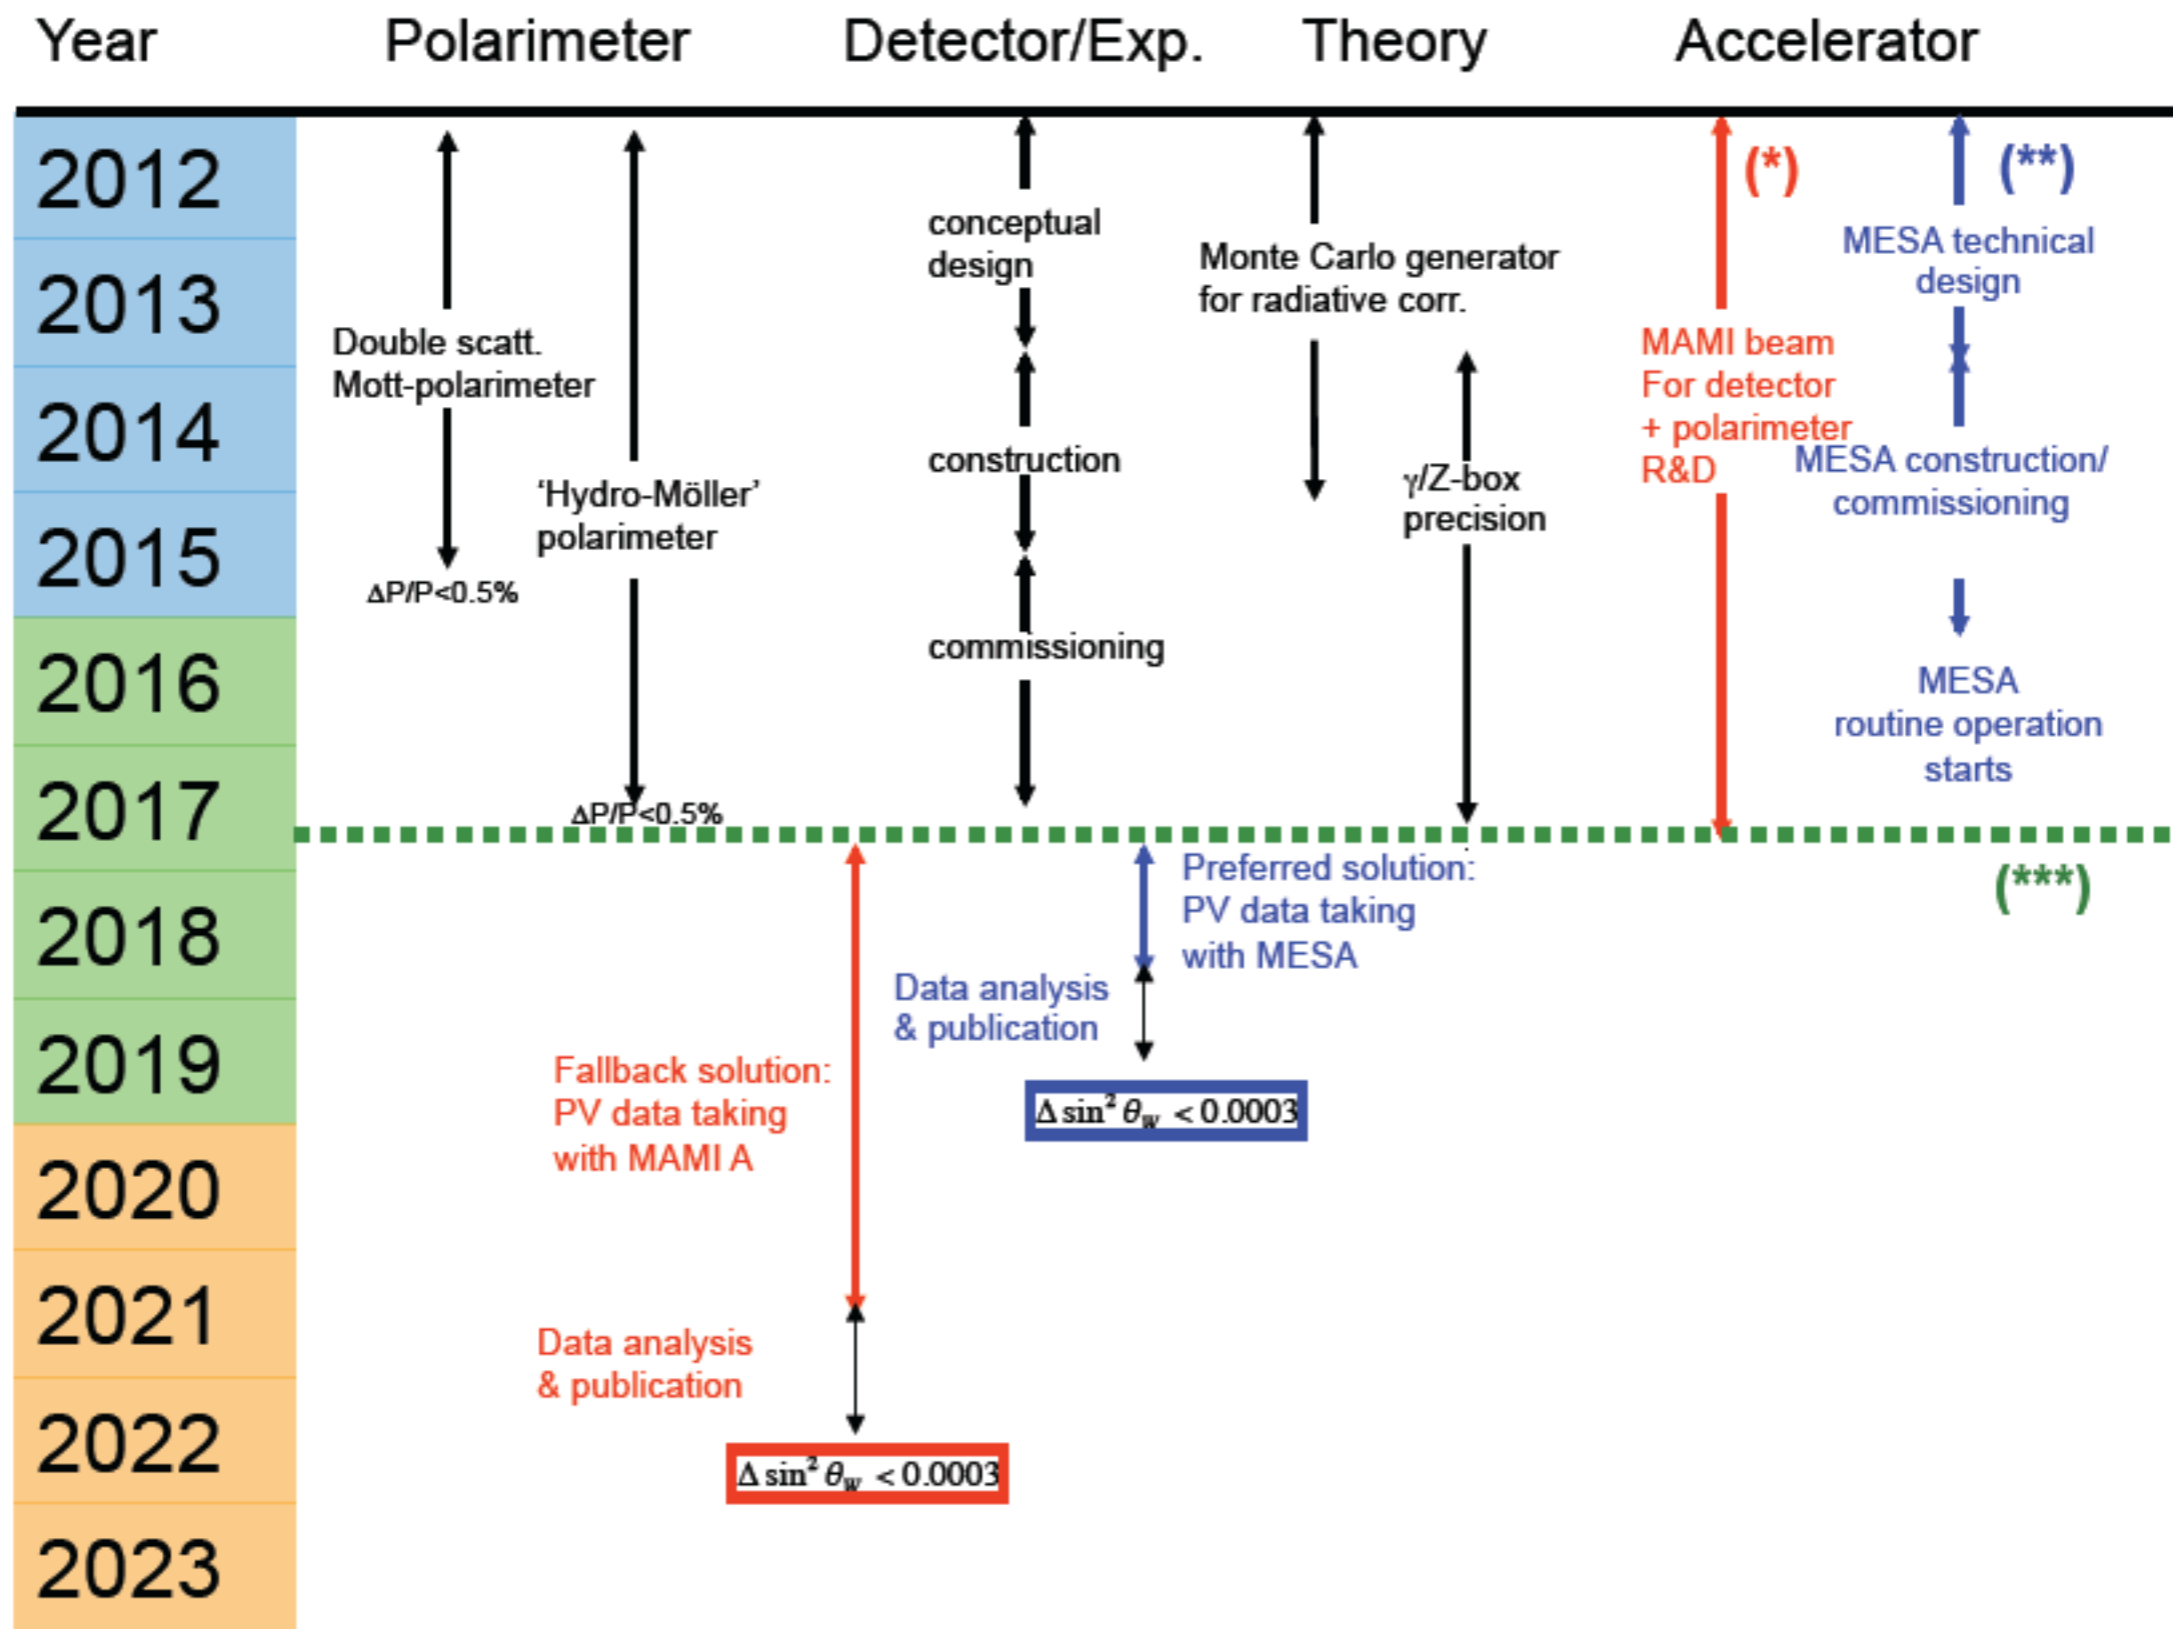 Year Polarimeter Detector/Exp. Theory Accelerator
2012
2013
2014
2015
2016
2017
2018
2019
2020
2021
2022
2023
Double scatt.
Mott-polarimeter
ΔP/P<0.5%
‘Hydro-Möller’
polarimeter
ΔP/P<0.5%
conceptual
design
construction
commissioning
Monte Carlo generator
for radiative corr.
γ/Z-box
precision
(*)
MAMI beam
For detector
+ polarimeter
R&D
(**)
MESA technical
design
MESA construction/
commissioning
MESA
routine operation
starts
(***)
Preferred solution:
PV data taking
with MESA
Data analysis
& publication
Δ sin² θ_W < 0.0003
Fallback solution:
PV data taking
with MAMI A
Data analysis
& publication
Δ sin² θ_W < 0.0003